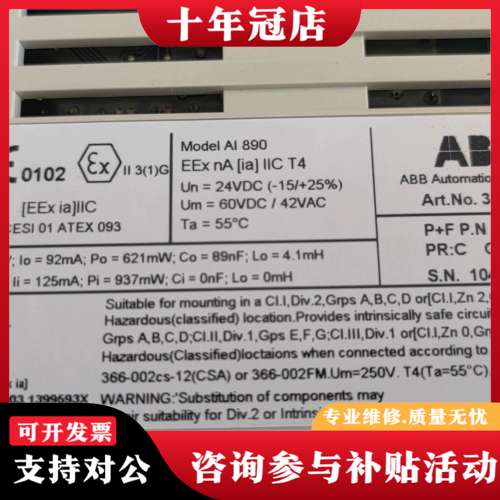 十年冠店
0102
Ex
II 3(1)G
[EEx ia]IIC
CESI 01 ATEX 093
Model AI 890
EEx nA [ia] IIC T4
Un = 24VDC (-15/+25%)
Um = 60VDC / 42VAC
Ta = 55°C
ABB
ABB Automation
Art.No. 3
Io = 92mA; Po = 621mW; Co = 89nF; Lo = 4.1mH
Ii = 125mA; Pi = 937mW; Ci = 0nF; Lo = 0mH
P+F P.N
PR:C
S.N. 104
Suitable for mounting in a Cl.I, Div.2, Grps A,B,C,D or[Cl.I, Zn 2,
Hazardous(classified) location.Provides intrinsically safe circui
Grps A,B,C,D;Cl.II, Div.1, Gps E,F,G;Cl.III, Div.1 or[Cl.I, Zn 0, G
Hazardous(Classified)loctaions when connected according to
366-002cs-12(CSA) or 366-002FM.Um=250V. T4(Ta=55°C).
ia]
03.1399693X
WARNING:'Substitution of components may
air suitability for Div.2 or Intrins
专业维修.质量无忧
可开发票
支持对公
咨询参与补贴活动